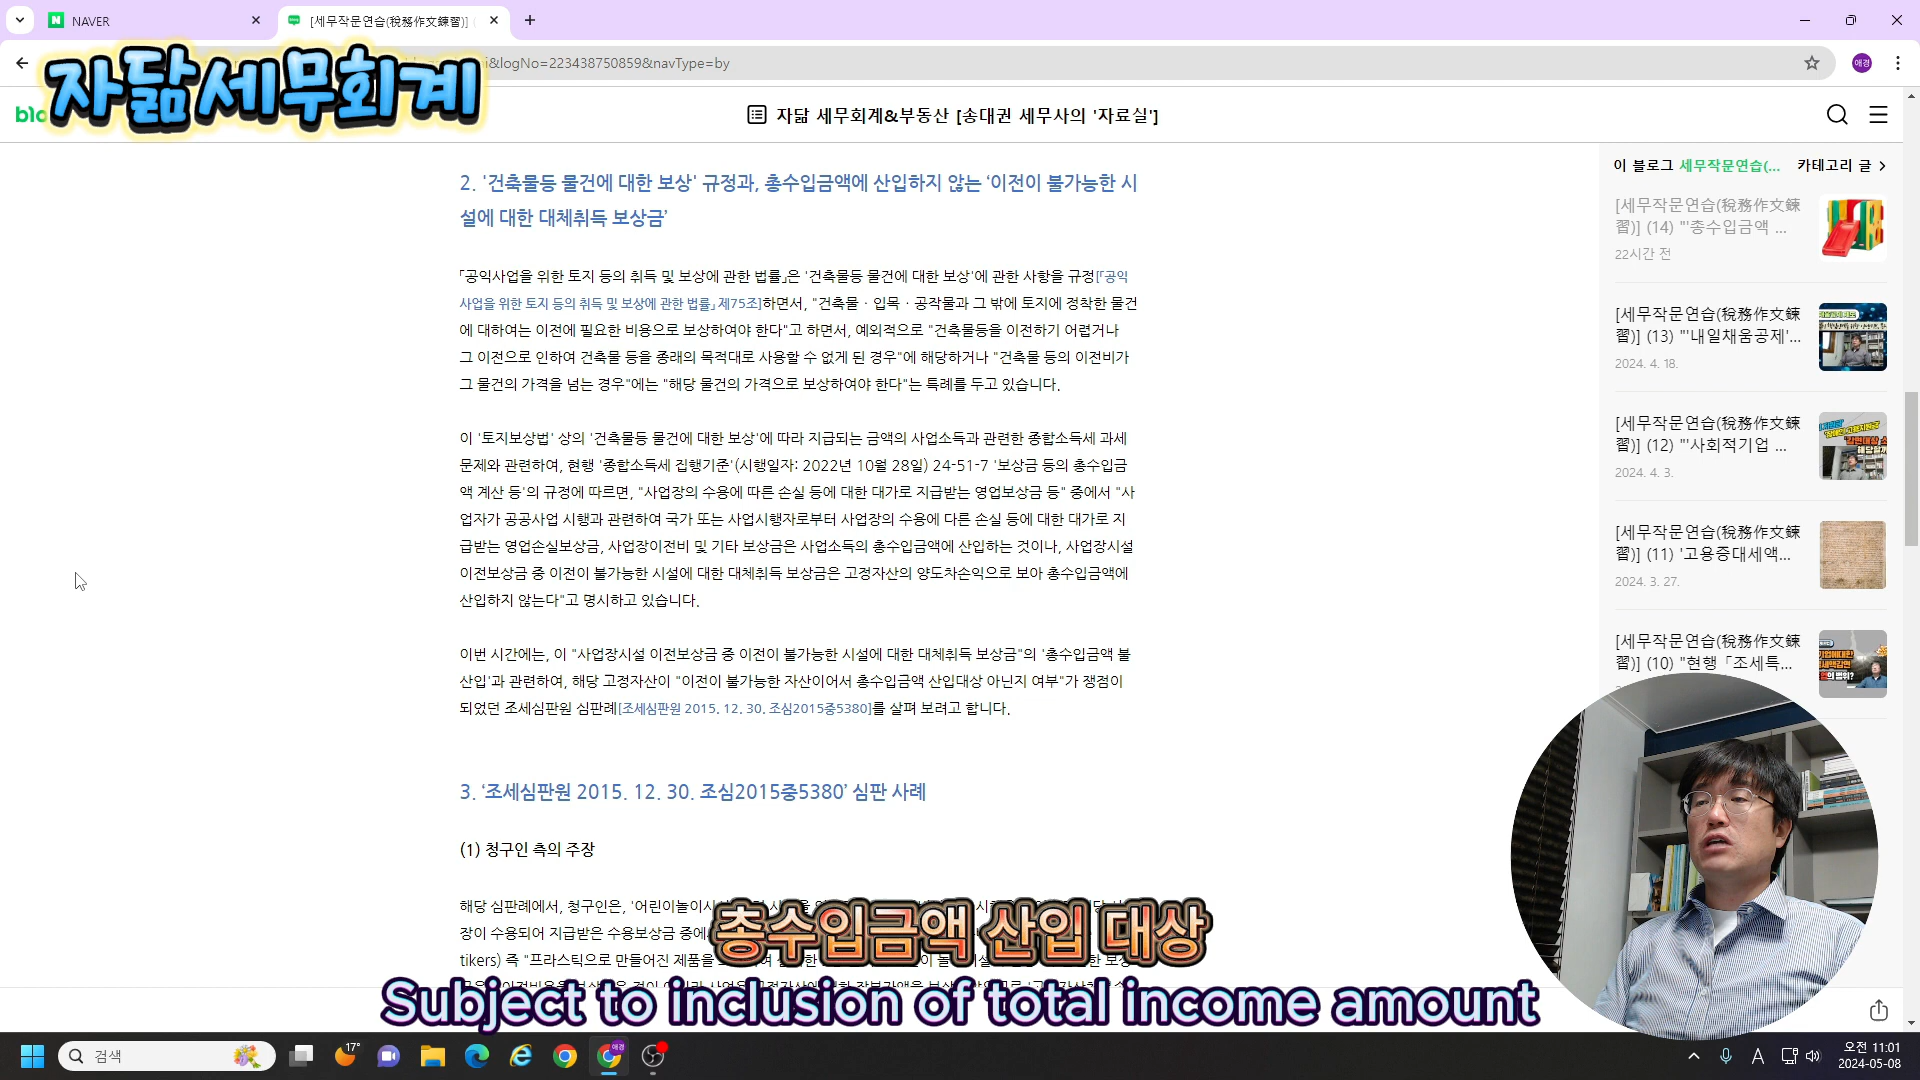 NAVER
[세무작문연습(稅務作文鍊習)]
자닮세무회계
i&logNo=223438750859&navType=by
애경
blo
자닮 세무회계&부동산 [송대권 세무사의 '자료실']
2. '건축물등 물건에 대한 보상' 규정과, 총수입금액에 산입하지 않는 ‘이전이 불가능한 시
설에 대한 대체취득 보상금’
「공익사업을 위한 토지 등의 취득 및 보상에 관한 법률」은 '건축물등 물건에 대한 보상'에 관한 사항을 규정[「공익
사업을 위한 토지 등의 취득 및 보상에 관한 법률」 제75조]하면서, "건축물ㆍ입목ㆍ공작물과 그 밖에 토지에 정착한 물건
에 대하여는 이전에 필요한 비용으로 보상하여야 한다"고 하면서, 예외적으로 "건축물등을 이전하기 어렵거나
그 이전으로 인하여 건축물 등을 종래의 목적대로 사용할 수 없게 된 경우"에 해당하거나 "건축물 등의 이전비가
그 물건의 가격을 넘는 경우"에는 "해당 물건의 가격으로 보상하여야 한다"는 특례를 두고 있습니다.
이 '토지보상법' 상의 '건축물등 물건에 대한 보상'에 따라 지급되는 금액의 사업소득과 관련한 종합소득세 과세
문제와 관련하여, 현행 '종합소득세 집행기준'(시행일자: 2022년 10월 28일) 24-51-7 '보상금 등의 총수입금
액 계산 등'의 규정에 따르면, "사업장의 수용에 따른 손실 등에 대한 대가로 지급받는 영업보상금 등" 중에서 "사
업자가 공공사업 시행과 관련하여 국가 또는 사업시행자로부터 사업장의 수용에 다른 손실 등에 대한 대가로 지
급받는 영업손실보상금, 사업장이전비 및 기타 보상금은 사업소득의 총수입금액에 산입하는 것이나, 사업장시설
이전보상금 중 이전이 불가능한 시설에 대한 대체취득 보상금은 고정자산의 양도차손익으로 보아 총수입금액에
산입하지 않는다"고 명시하고 있습니다.
이번 시간에는, 이 "사업장시설 이전보상금 중 이전이 불가능한 시설에 대한 대체취득 보상금"의 '총수입금액 불
산입'과 관련하여, 해당 고정자산이 "이전이 불가능한 자산이어서 총수입금액 산입대상 아닌지 여부"가 쟁점이
되었던 조세심판원 심판례[조세심판원 2015. 12. 30. 조심2015중5380]를 살펴 보려고 합니다.
3. ‘조세심판원 2015. 12. 30. 조심2015중5380’ 심판 사례
(1) 청구인 측의 주장
해당 심판례에서, 청구인은, '어린이놀이시
장이 수용되어 지급받은 수용보상금 중에
tikers) 즉 "프라스틱으로 만들어진 제품을
총수입금액 산입 대상
Subject to inclusion of total income amount
이 블로그 세무작문연습(... 카테고리 글
[세무작문연습(稅務作文鍊
習)] (14) "'총수입금액 ...
22시간 전
[세무작문연습(稅務作文鍊
習)] (13) "'내일채움공제'...
2024. 4. 18.
[세무작문연습(稅務作文鍊
習)] (12) "'사회적기업 ...
2024. 4. 3.
[세무작문연습(稅務作文鍊
習)] (11) '고용증대세액...
2024. 3. 27.
[세무작문연습(稅務作文鍊
習)] (10) "현행 「조세특...
검색
17°
애경
A
오전 11:01
2024-05-08